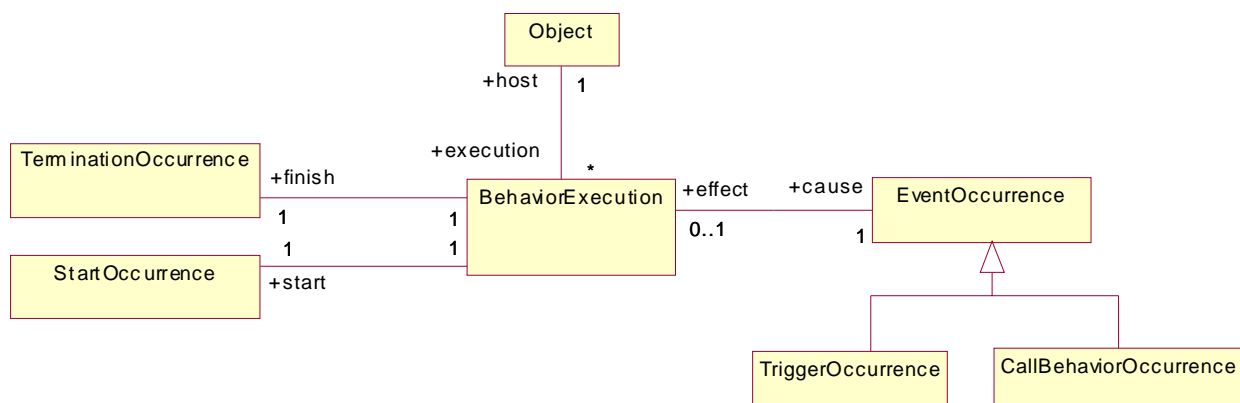 Object
+host
1
+execution
*
TerminationOccurrence
+finish
1
1
BehaviorExecution
+effect
0..1
+cause
1
EventOccurrence
StartOccurrence
1
+start
1
TriggerOccurrence
CallBehaviorOccurrence